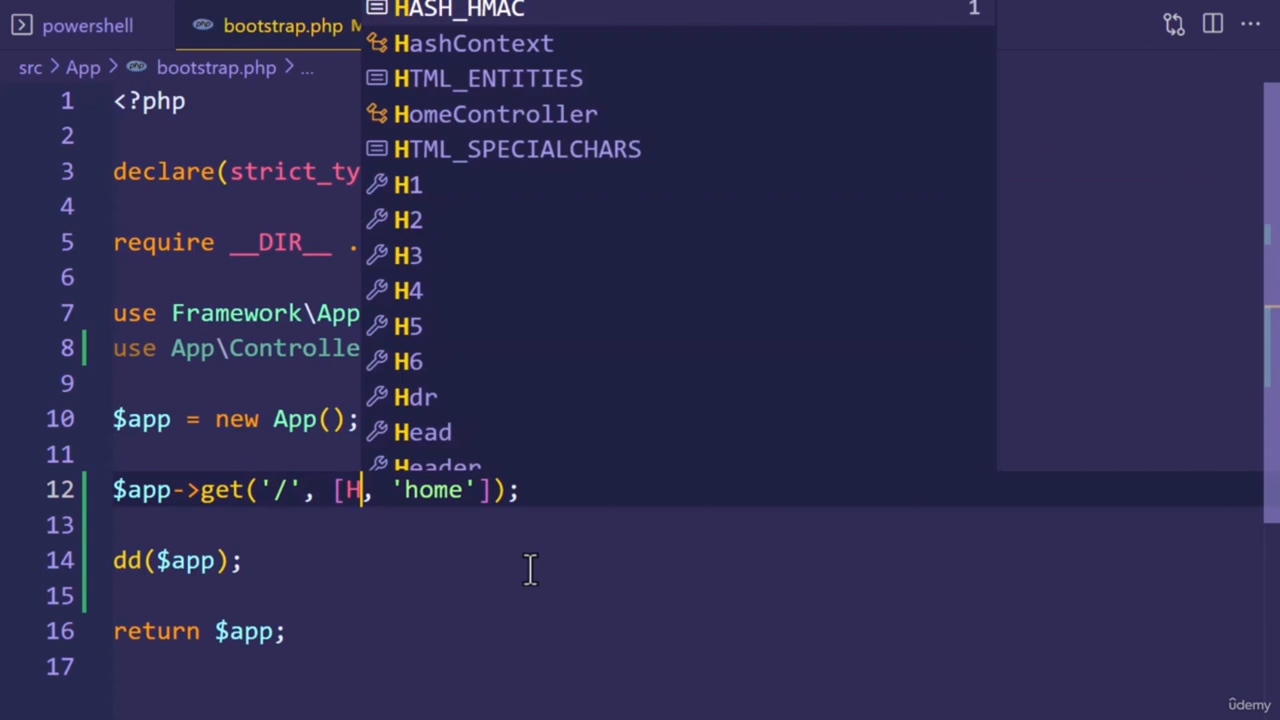 powershell
bootstrap.php M
HASH_HMAC 1
HashContext
HTML_ENTITIES
HomeController
HTML_SPECIALCHARS
H1
H2
H3
H4
H5
H6
Hdr
Head
Header
src > App > bootstrap.php > ...
1 <?php
2
3 declare(strict_ty
4
5 require __DIR__ .
6
7 use Framework\App
8 use App\Controlle
9
10 $app = new App();
11
12 $app->get('/', [H, 'home']);
13
14 dd($app);
15
16 return $app;
17
ûdemy